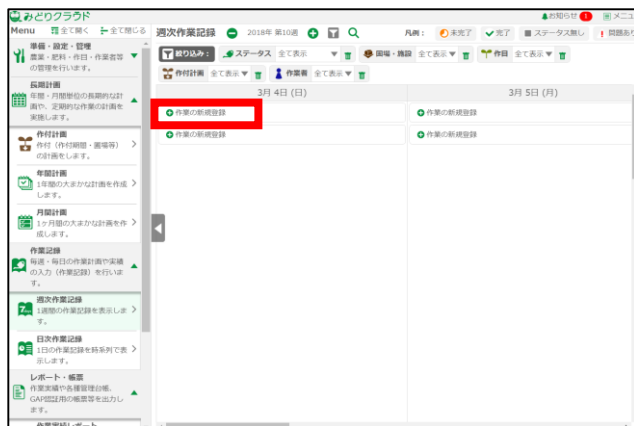 みどりクラウド
お知らせ 1 メニュ
Menu 全て開く 全て閉じる
準備・設定・管理
農薬・肥料・作目・作業者等の管理を行います。
長期計画
年間・月間単位の長期的な計
画や、定期的な作業の計画を
実施します。
作付計画
作付（作付期間・圃場等）
の計画をします。
年間計画
1年間の大まかな計画を作成
します。
月間計画
1ヶ月間の大まかな計画を作
成します。
作業記録
毎週・毎日の作業計画や実績
の入力（作業記録）を行いま
す。
週次作業記録
1週間の作業記録を表示しま
す。
日次作業記録
1日の作業記録を時系列で表
示します。
レポート・帳票
作業実績や各種管理台帳、
GAP認証用の帳票等を出力し
ます。
作業実績レポート
週次作業記録 2018年 第10週 凡例： 未完了 完了 ステータス無し 問題あり
絞り込み： ステータス 全て表示 圃場・施設 全て表示 作目 全て表示
作付計画 全て表示 作業者 全て表示
3月 4日 (日) 3月 5日 (月)
作業の新規登録 作業の新規登録
作業の新規登録 作業の新規登録